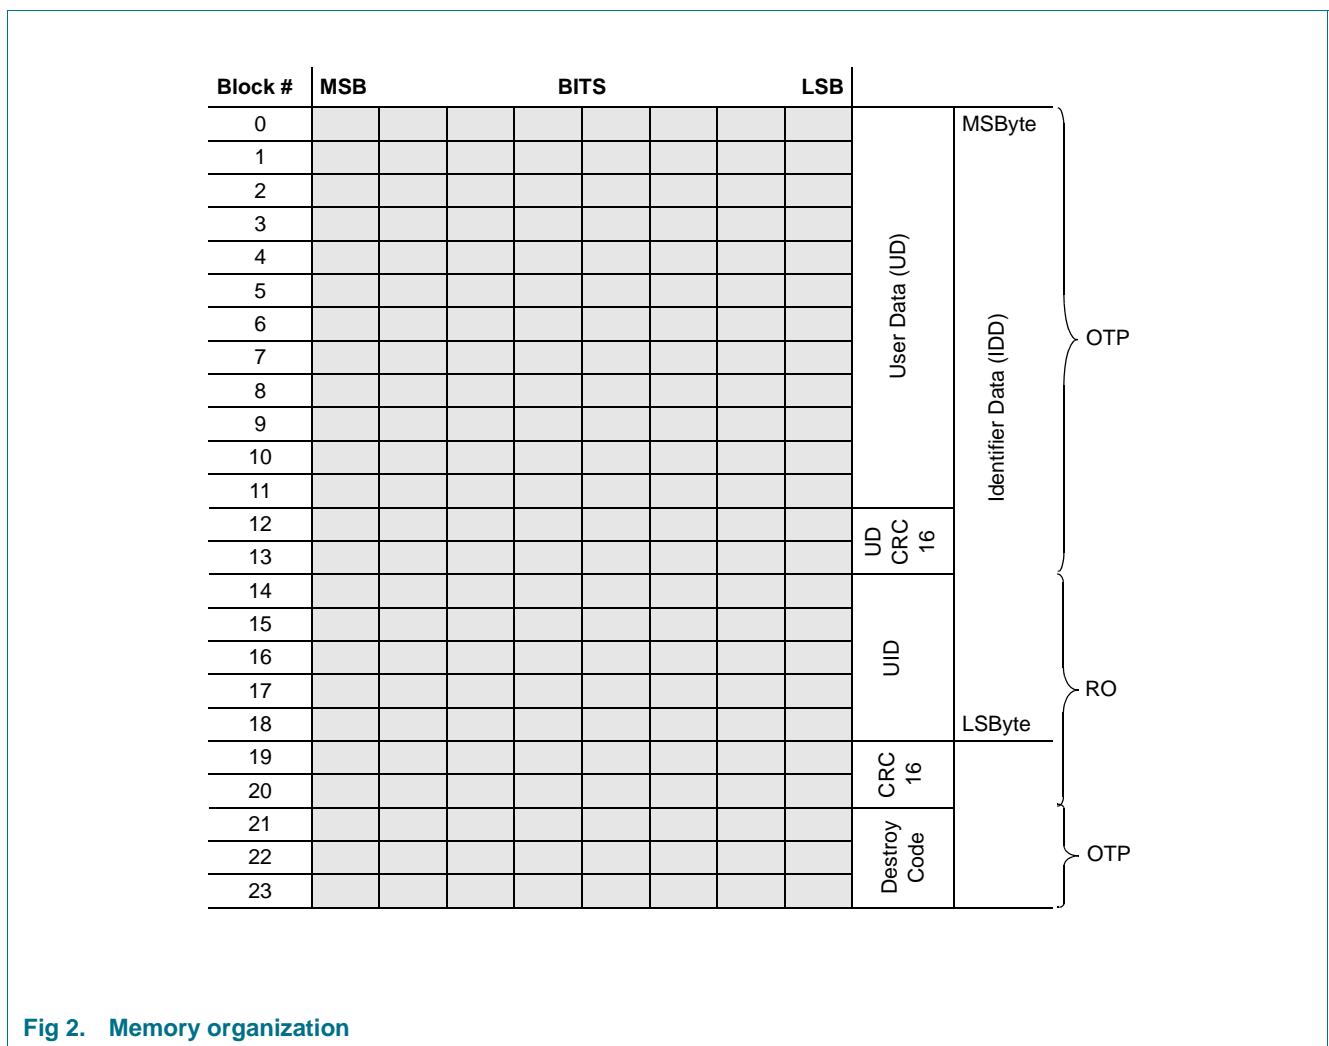 Block # MSB BITS LSB
0 MSByte
1
2
3
4
5
6
7
8
9
10
11
12
13
14
15
16
17
18 LSByte
19
20
21
22
23
User Data (UD)
UD
CRC
16
UID
CRC
16
Destroy
Code
Identifier Data (IDD)
OTP
RO
OTP
Fig 2. Memory organization